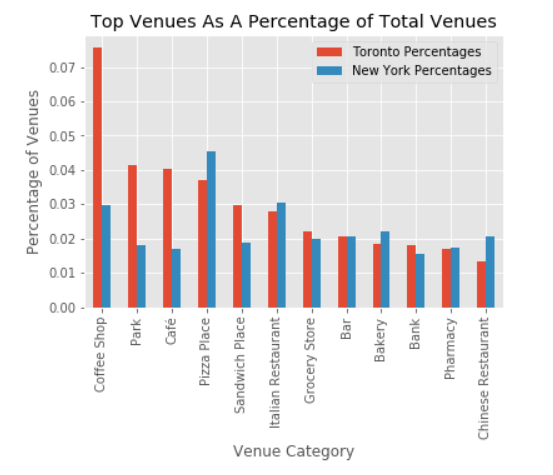 Top Venues As A Percentage of Total Venues
Toronto Percentages
New York Percentages
Percentage of Venues
0.07
0.06
0.05
0.04
0.03
0.02
0.01
0.00
Coffee Shop
Park
Café
Pizza Place
Sandwich Place
Italian Restaurant
Grocery Store
Bar
Bakery
Bank
Pharmacy
Chinese Restaurant
Venue Category